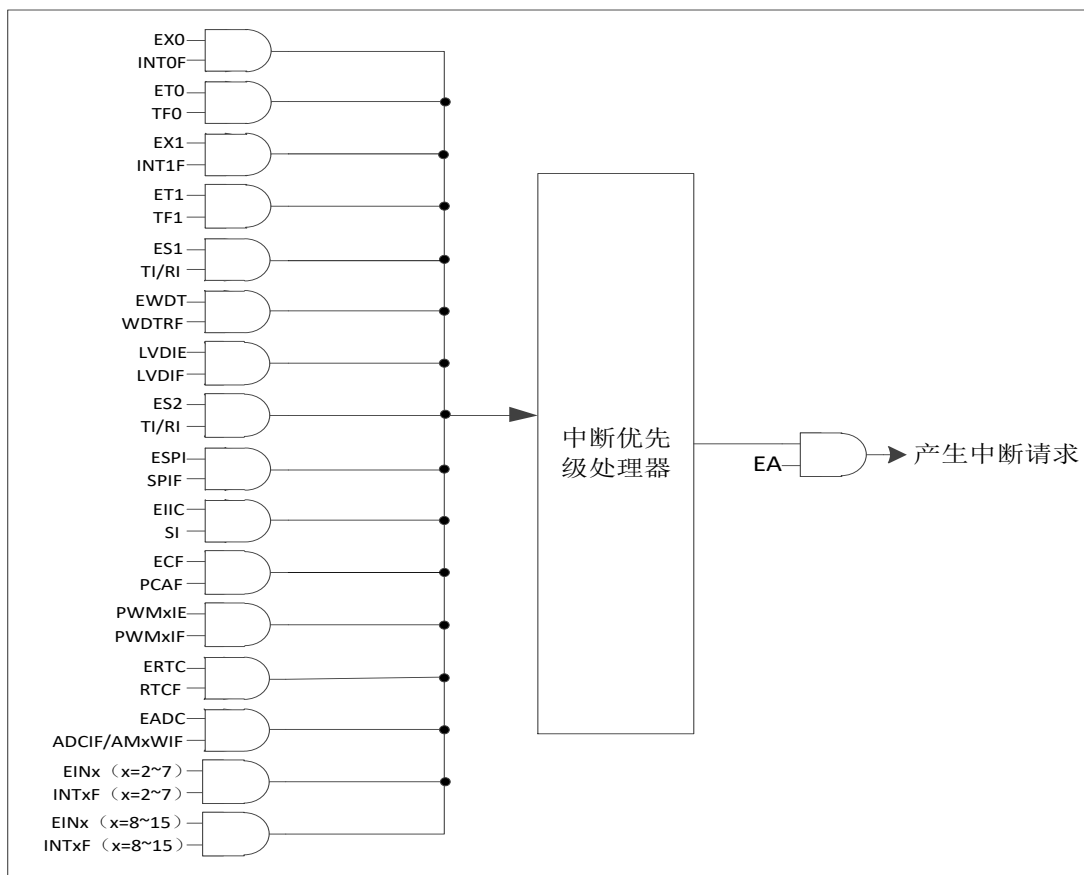 EX0
INT0F
ET0
TF0
EX1
INT1F
ET1
TF1
ES1
TI/RI
EWDT
WDTRF
LVDIE
LVDIF
ES2
TI/RI
ESPI
SPIF
EIIC
SI
ECF
PCAF
PWMxIE
PWMxIF
ERTC
RTCF
EADC
ADCIF/AMxWIF
EINx（x=2~7）
INTxF（x=2~7）
EINx（x=8~15）
INTxF（x=8~15）
中断优先
级处理器
EA
产生中断请求